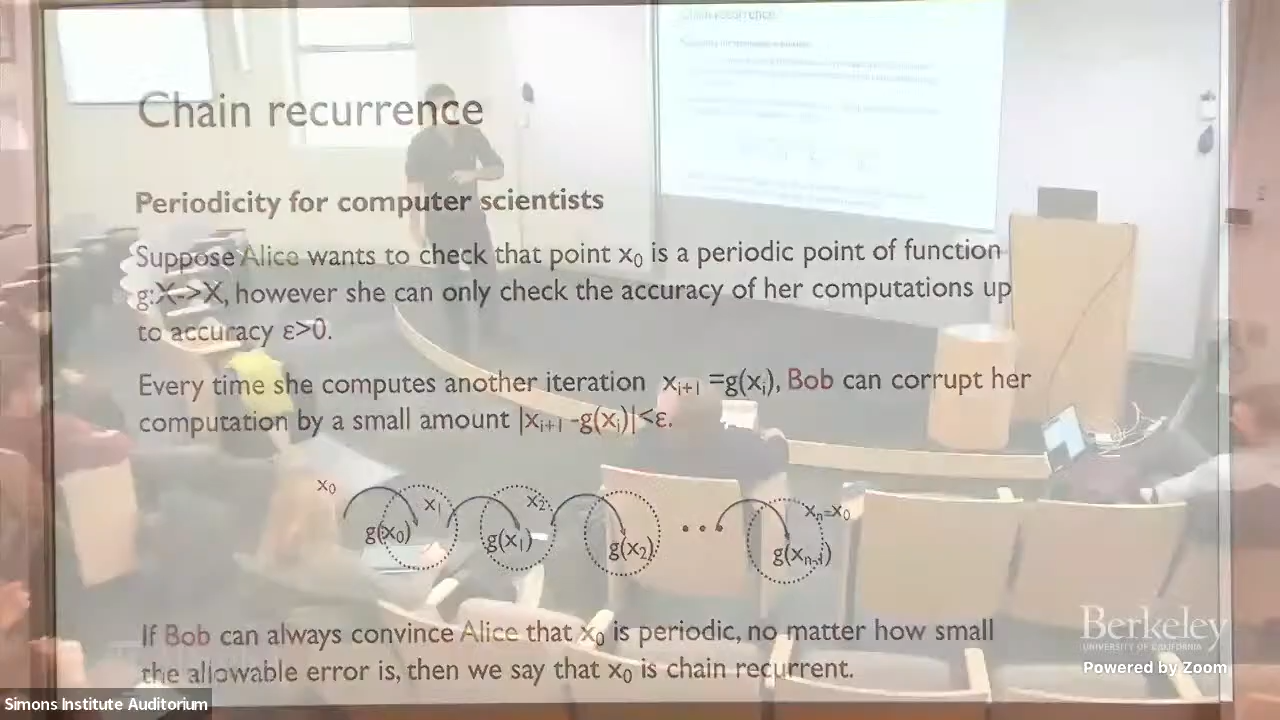 Chain recurrence
Periodicity for computer scientists
Suppose Alice wants to check that point x₀ is a periodic point of function
g:X->X, however she can only check the accuracy of her computations up
to accuracy ε>0.
Every time she computes another iteration xᵢ₊₁ =g(xᵢ), Bob can corrupt her
computation by a small amount |xᵢ₊₁ -g(xᵢ)|<ε.
x₀ x₁ x₂ xₙ=x₀
g(x₀) g(x₁) g(x₂) ... g(xₙ₋₁)
If Bob can always convince Alice that x₀ is periodic, no matter how small
the allowable error is, then we say that x₀ is chain recurrent.
Berkeley
UNIVERSITY OF CALIFORNIA
Powered by Zoom
Simons Institute Auditorium